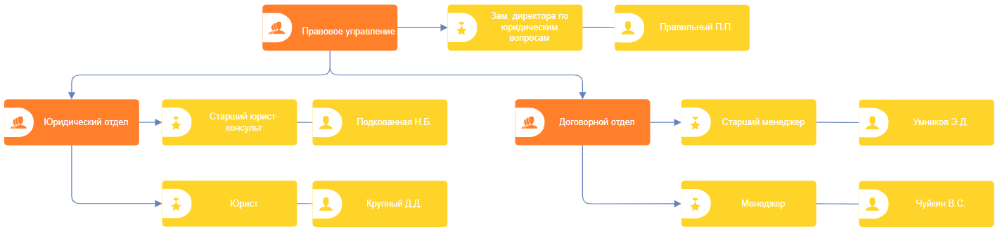 Правовое управление
Зам. директора по
юридическим
вопросам
Правильный П.П.
Юридический отдел
Старший юрист-
консульт
Подкованная Н.Б.
Договорной отдел
Старший менеджер
Умников Э.Д.
Юрист
Крупный Д.Д.
Менеджер
Чуйкин В.С.